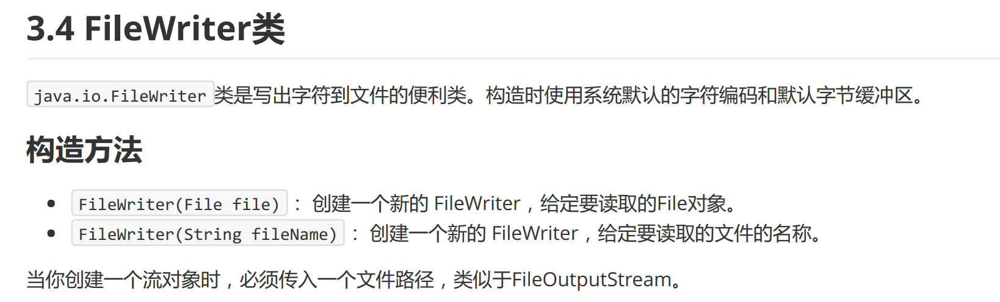 3.4 FileWriter类
java.io.FileWriter 类是写出字符到文件的便利类。构造时使用系统默认的字符编码和默认字节缓冲区。
构造方法
• FileWriter(File file) : 创建一个新的 FileWriter，给定要读取的File对象。
• FileWriter(String fileName) : 创建一个新的 FileWriter，给定要读取的文件的名称。
当你创建一个流对象时，必须传入一个文件路径，类似于FileOutputStream。